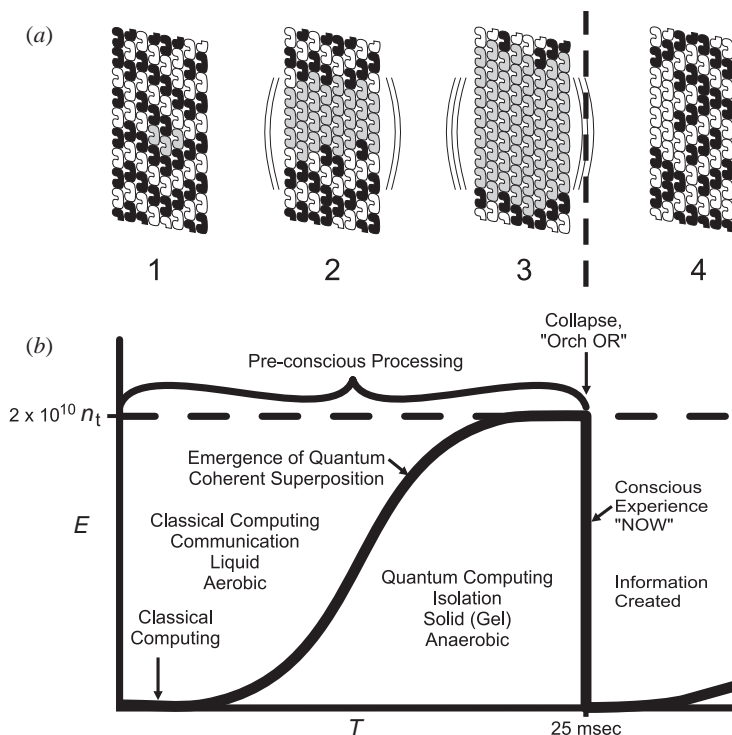 (a)
1
2
3
4
Collapse,
"Orch OR"
(b)
Pre-conscious Processing
2 x 10¹⁰ nₜ
Emergence of Quantum
Coherent Superposition
Conscious
Experience
"NOW"
E
Classical Computing
Communication
Liquid
Aerobic
Quantum Computing
Isolation
Solid (Gel)
Anaerobic
Information
Created
Classical
Computing
T
25 msec